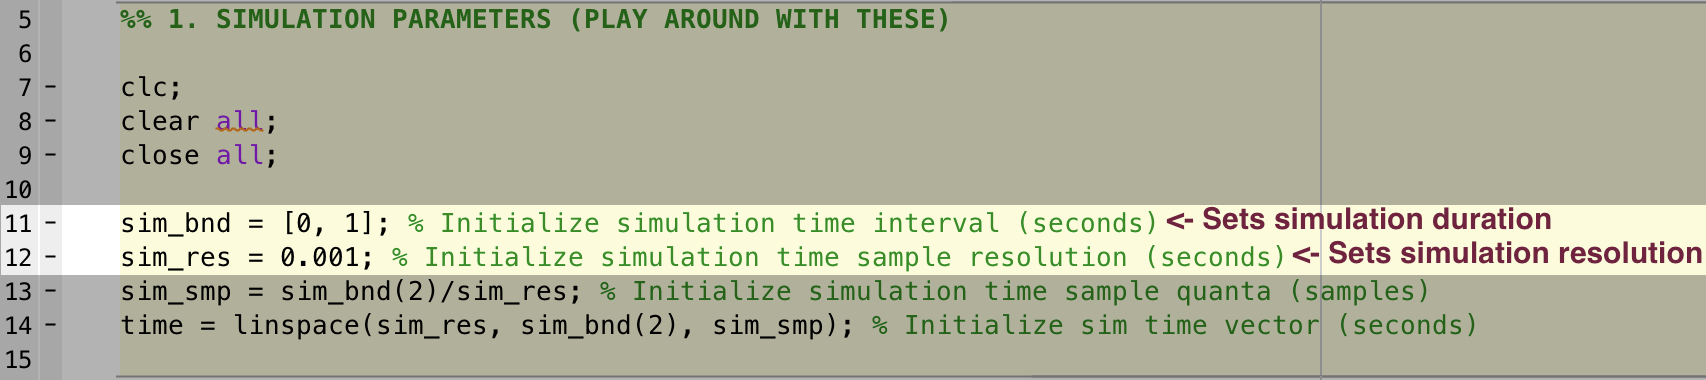 5 %% 1. SIMULATION PARAMETERS (PLAY AROUND WITH THESE)
6
7 - clc;
8 - clear all;
9 - close all;
10
11 - sim_bnd = [0, 1]; % Initialize simulation time interval (seconds) <- Sets simulation duration
12 - sim_res = 0.001; % Initialize simulation time sample resolution (seconds) <- Sets simulation resolution
13 - sim_smp = sim_bnd(2)/sim_res; % Initialize simulation time sample quanta (samples)
14 - time = linspace(sim_res, sim_bnd(2), sim_smp); % Initialize sim time vector (seconds)
15